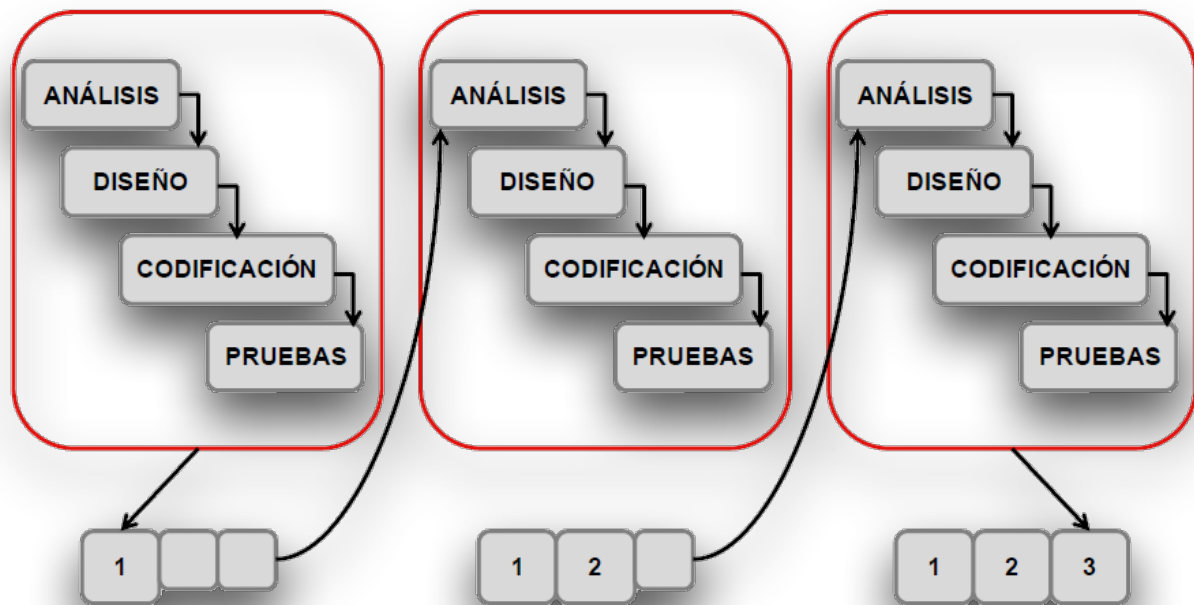 ANÁLISIS
DISEÑO
CODIFICACIÓN
PRUEBAS
1
ANÁLISIS
DISEÑO
CODIFICACIÓN
PRUEBAS
1 2
ANÁLISIS
DISEÑO
CODIFICACIÓN
PRUEBAS
1 2 3